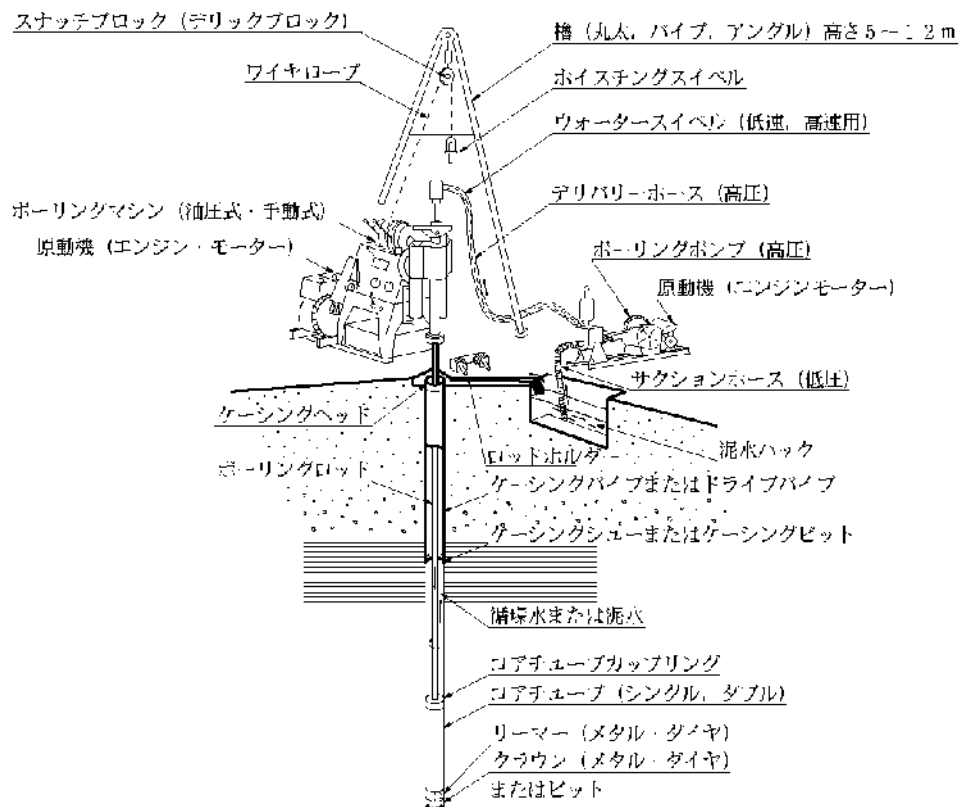 スナッチブロック（デリックブロック）
櫓（丸太，パイプ，アングル）高さ５〜１２ｍ
ワイヤロープ
ホイスチングスイベル
ウォータースイベル（低速，高速用）
デリバリーホース（高圧）
ボーリングマシン（油圧式・手動式）
原動機（エンジン・モーター）
ボーリングポンプ（高圧）
原動機（エンジンモーター）
サクションホース（低圧）
ケーシングヘッド
泥水バック
ロッドホルダ
ボーリングロッド
ケーシングパイプまたはドライブパイプ
ケーシングシューまたはケーシングビット
循環水または泥水
コアチューブカップリング
コアチューブ（シングル，ダブル）
リーマー（メタル・ダイヤ）
クラウン（メタル・ダイヤ）
またはビット